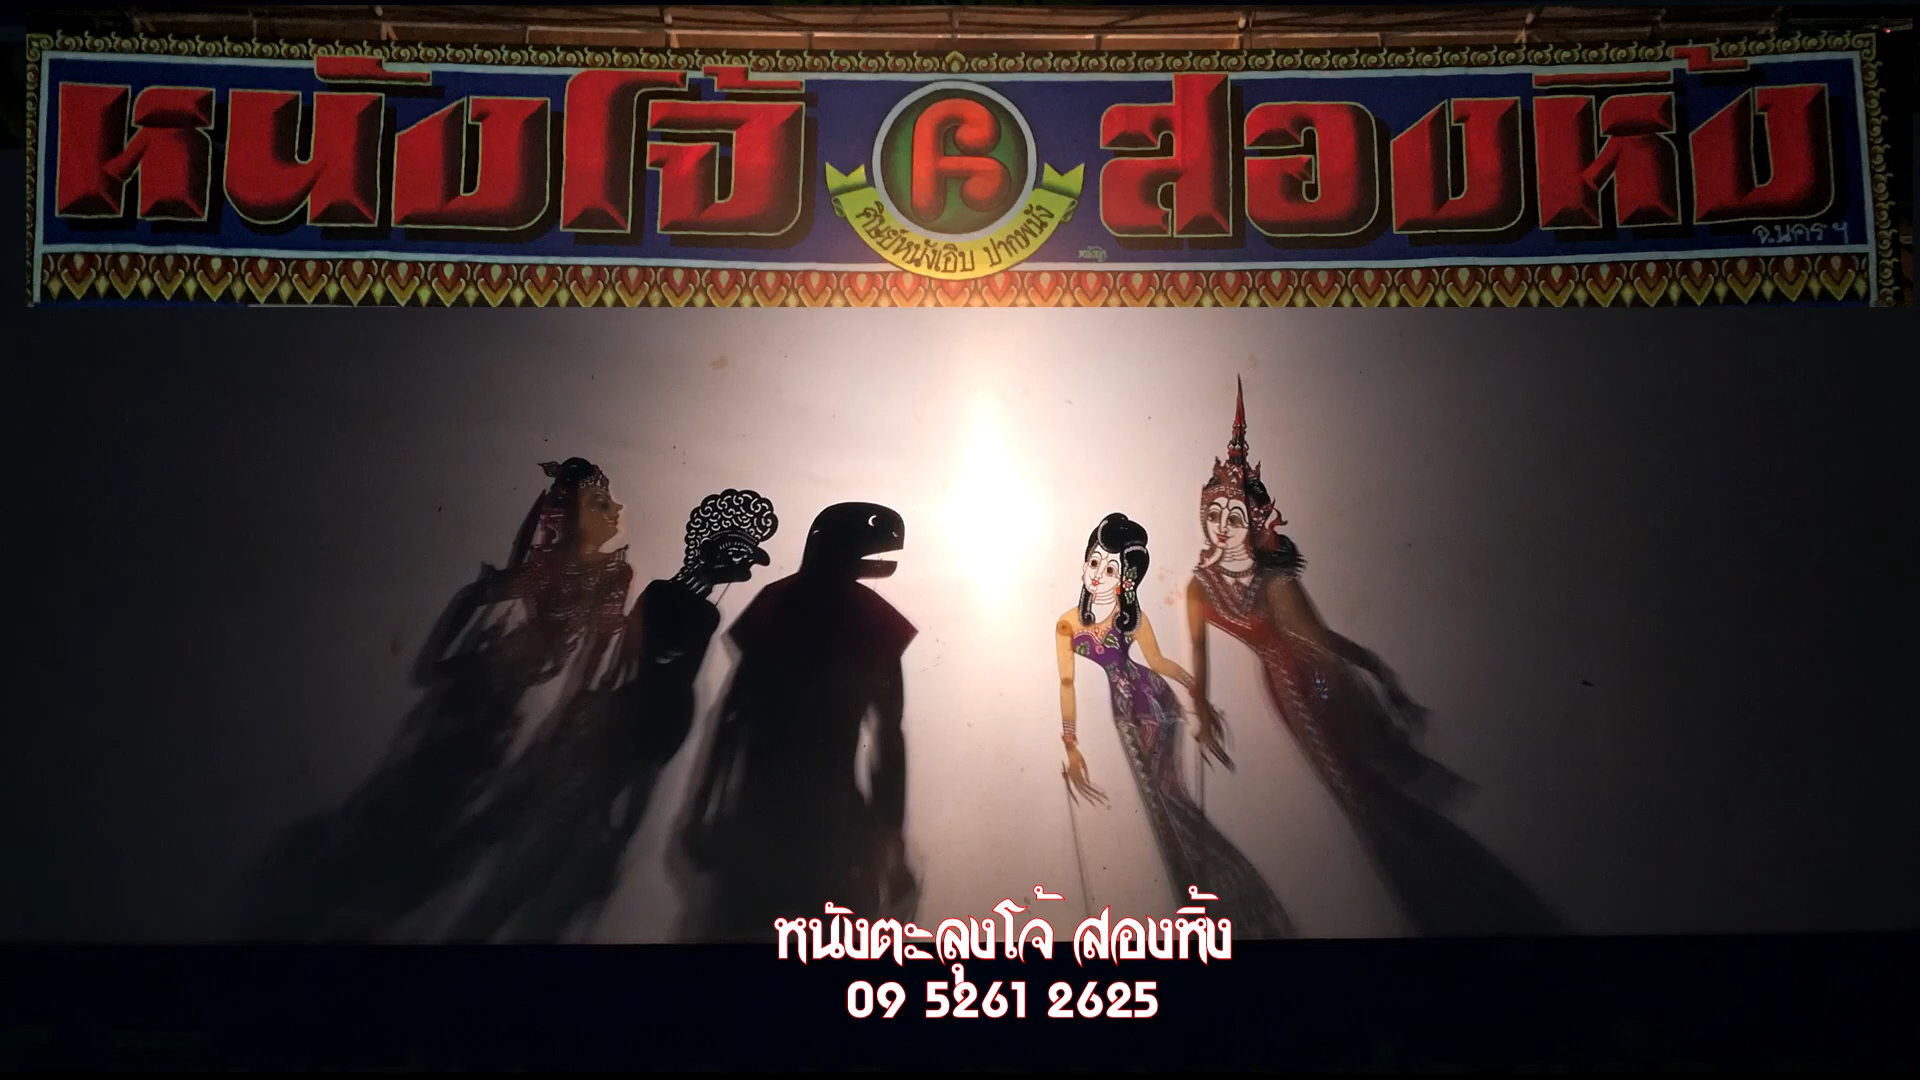 หนังโจ้ ส สองหิ้ง
ศิษย์หนังเอิบ ปากพนัง
จ.นครฯ
หนังตะลุงโจ้ สองหิ้ง
09 5261 2625